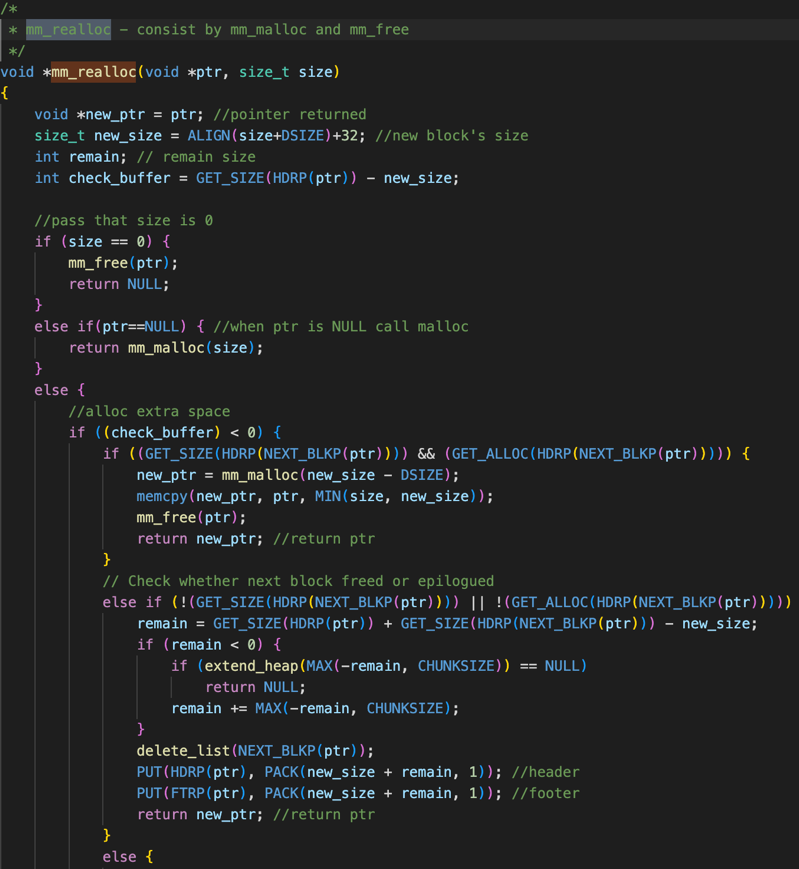 /*
 * mm_realloc – consist by mm_malloc and mm_free
 */
void *mm_realloc(void *ptr, size_t size)
{
    void *new_ptr = ptr; //pointer returned
    size_t new_size = ALIGN(size+DSIZE)+32; //new block's size
    int remain; // remain size
    int check_buffer = GET_SIZE(HDRP(ptr)) - new_size;

    //pass that size is 0
    if (size == 0) {
        mm_free(ptr);
        return NULL;
    }
    else if(ptr==NULL) { //when ptr is NULL call malloc
        return mm_malloc(size);
    }
    else {
        //alloc extra space
        if ((check_buffer) < 0) {
            if ((GET_SIZE(HDRP(NEXT_BLKP(ptr)))) && (GET_ALLOC(HDRP(NEXT_BLKP(ptr))))) {
                new_ptr = mm_malloc(new_size - DSIZE);
                memcpy(new_ptr, ptr, MIN(size, new_size));
                mm_free(ptr);
                return new_ptr; //return ptr
            }
            // Check whether next block freed or epilogued
            else if (!(GET_SIZE(HDRP(NEXT_BLKP(ptr)))) || !(GET_ALLOC(HDRP(NEXT_BLKP(ptr)))))
                remain = GET_SIZE(HDRP(ptr)) + GET_SIZE(HDRP(NEXT_BLKP(ptr))) - new_size;
                if (remain < 0) {
                    if (extend_heap(MAX(-remain, CHUNKSIZE)) == NULL)
                        return NULL;
                    remain += MAX(-remain, CHUNKSIZE);
                }
                delete_list(NEXT_BLKP(ptr));
                PUT(HDRP(ptr), PACK(new_size + remain, 1)); //header
                PUT(FTRP(ptr), PACK(new_size + remain, 1)); //footer
                return new_ptr; //return ptr
            }
            else {